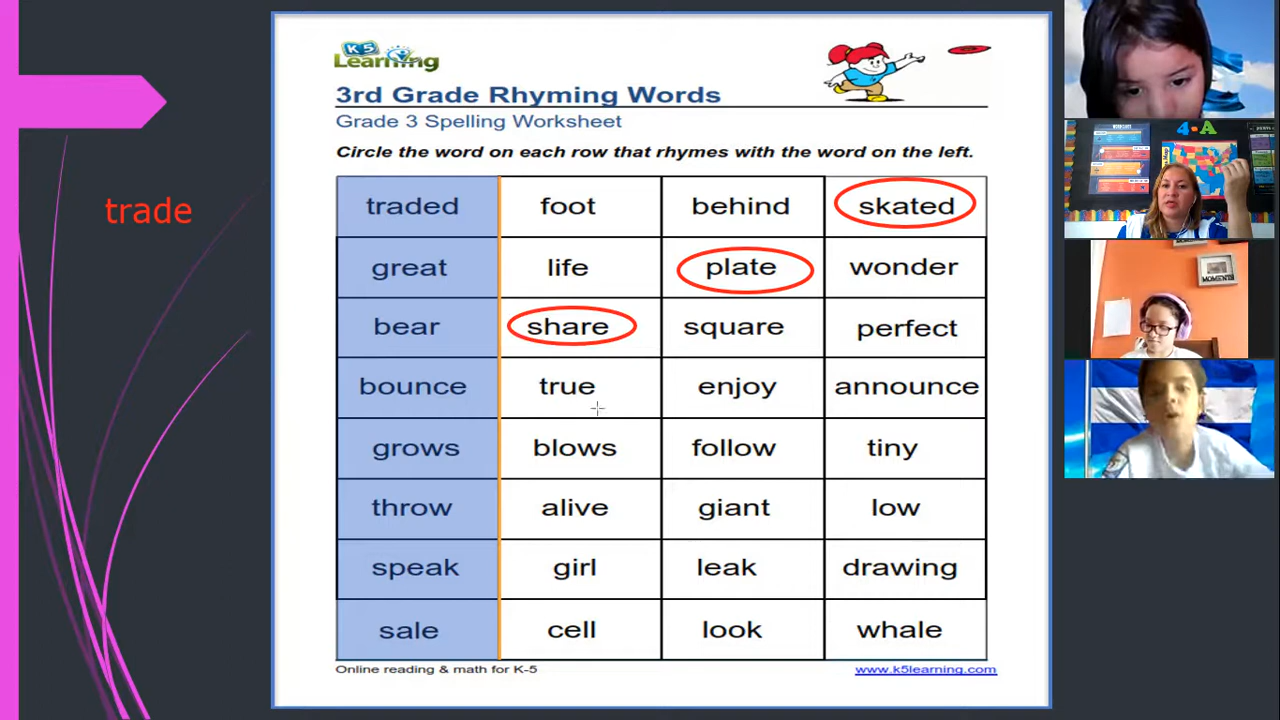 trade
K5
Learning
3rd Grade Rhyming Words
Grade 3 Spelling Worksheet
Circle the word on each row that rhymes with the word on the left.
traded foot behind skated
great life plate wonder
bear share square perfect
bounce true enjoy announce
grows blows follow tiny
throw alive giant low
speak girl leak drawing
sale cell look whale
Online reading & math for K-5 www.k5learning.com
4-A
MOMENTS